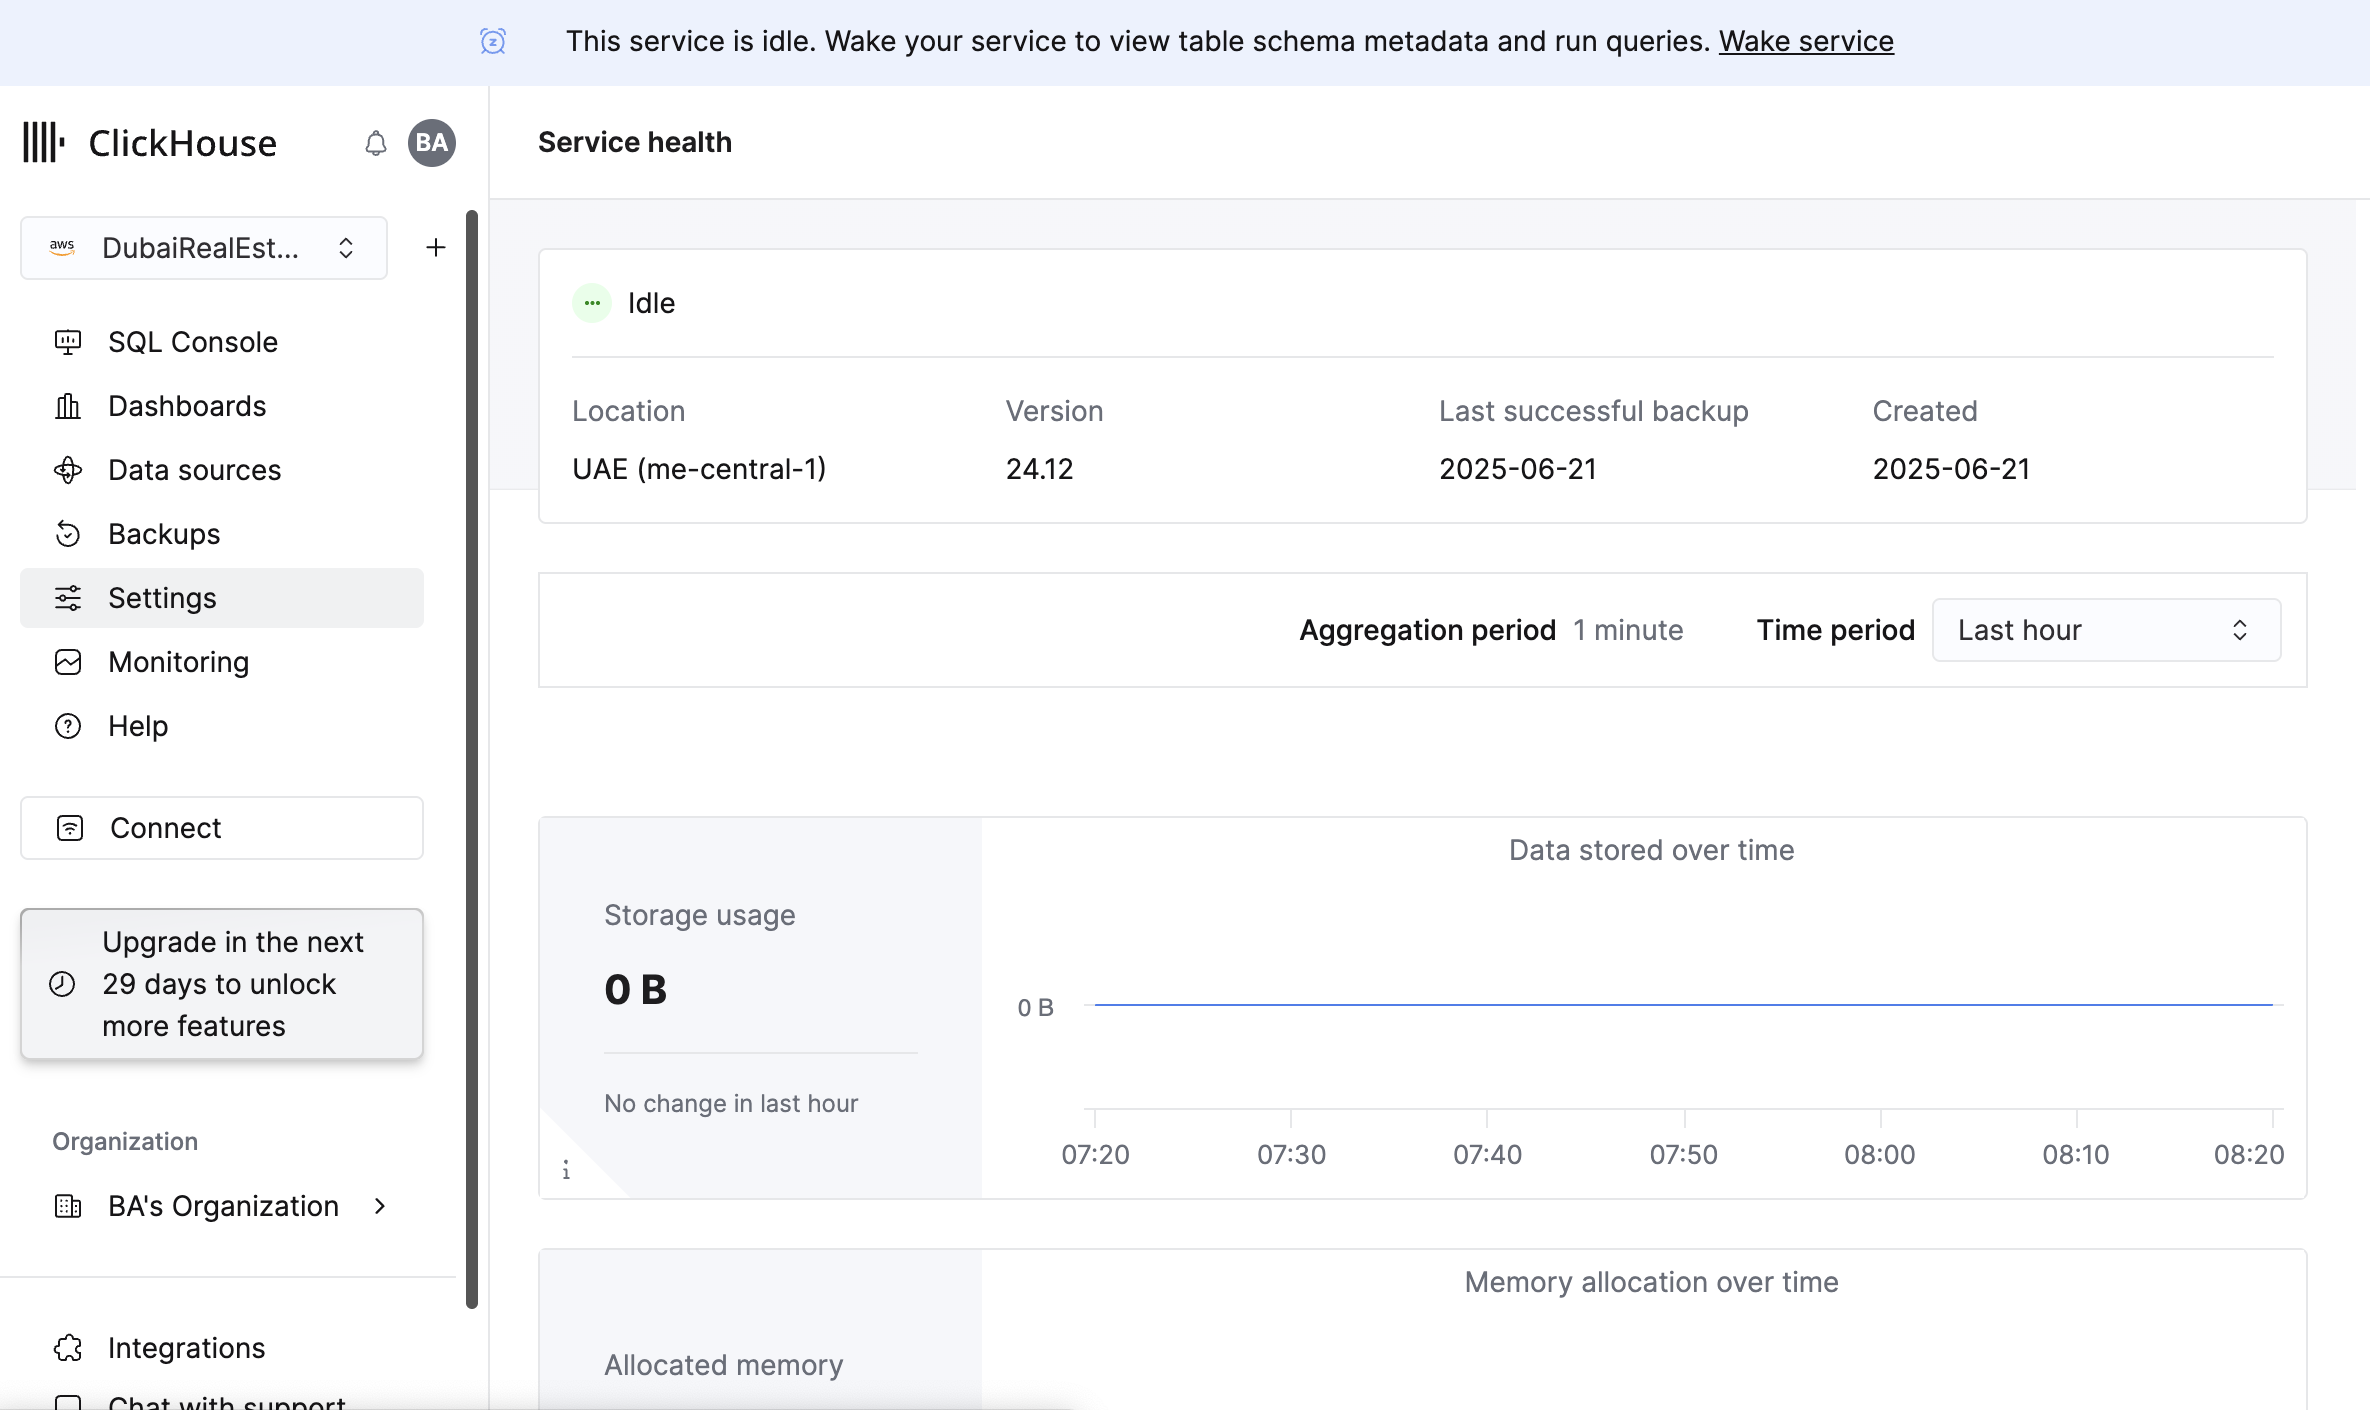 This service is idle. Wake your service to view table schema metadata and run queries. Wake service
ClickHouse
BA
aws
DubaiRealEst...
SQL Console
Dashboards
Data sources
Backups
Settings
Monitoring
Help
Connect
Upgrade in the next
29 days to unlock
more features
Organization
BA's Organization
Integrations
Chat with support
Service health
Idle
Location
Version
Last successful backup
Created
UAE (me-central-1)
24.12
2025-06-21
2025-06-21
Aggregation period 1 minute
Time period
Last hour
Storage usage
0 B
No change in last hour
i
Data stored over time
0 B
07:20
07:30
07:40
07:50
08:00
08:10
08:20
Allocated memory
Memory allocation over time